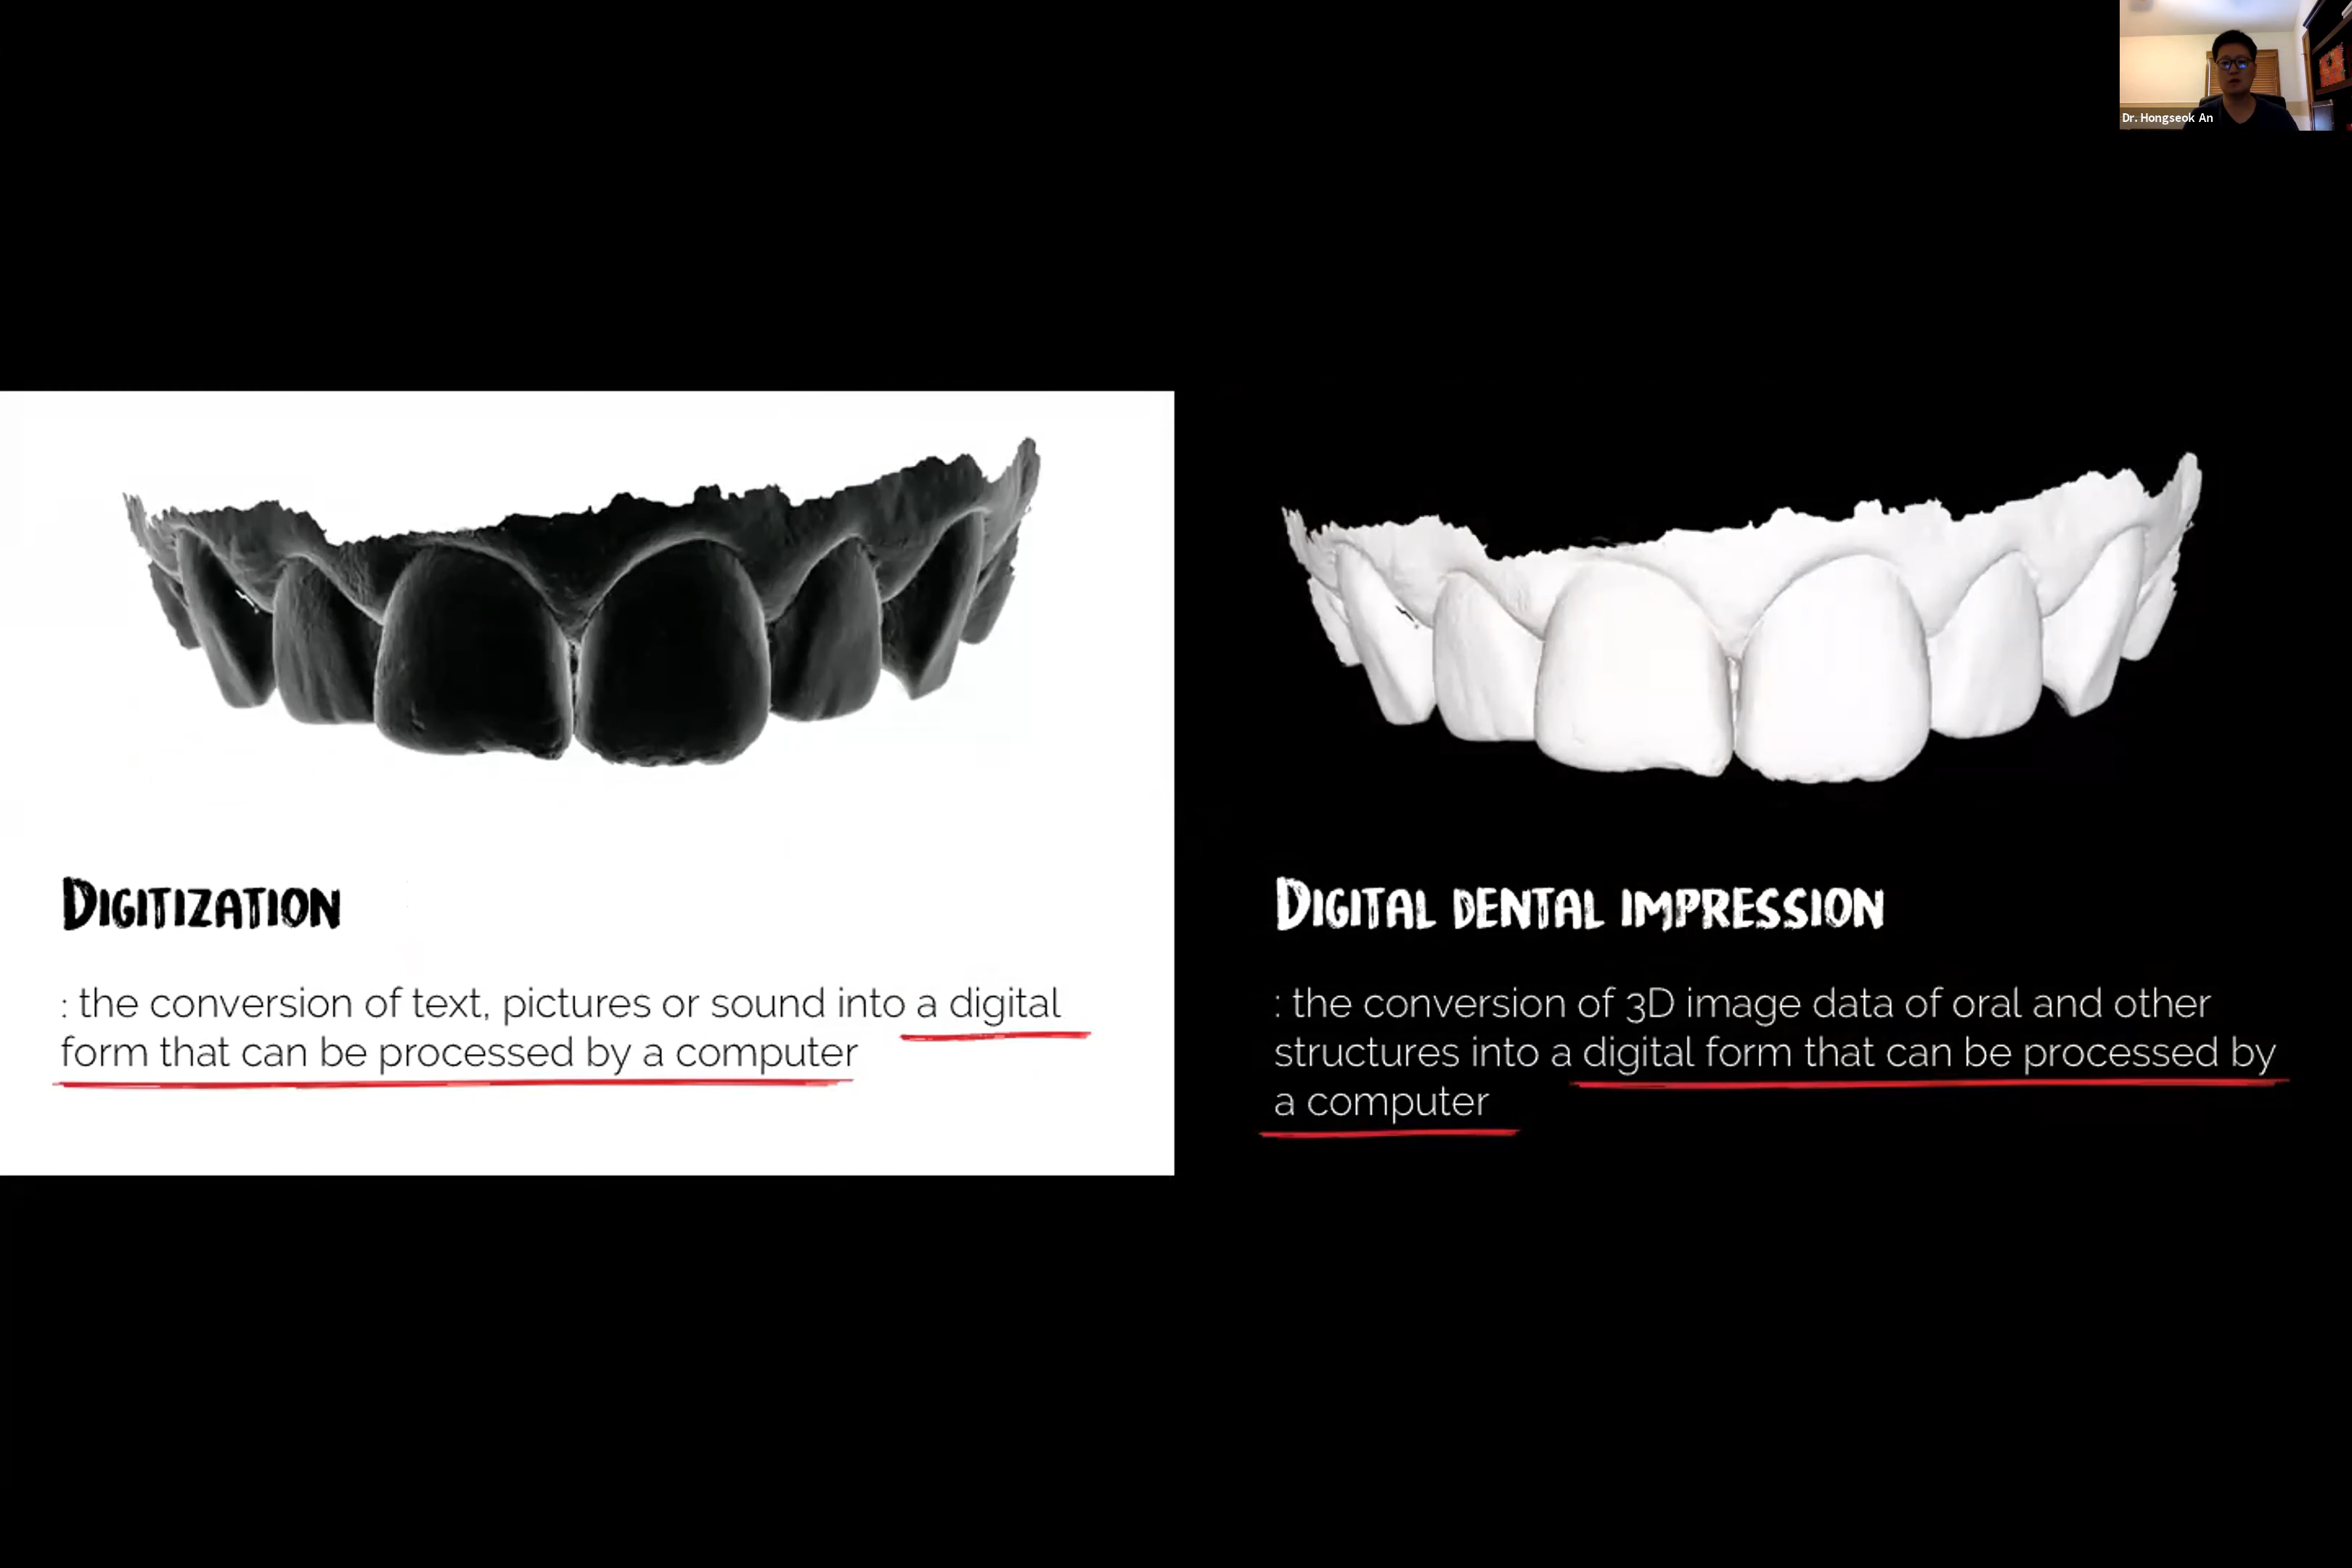 Dr. Hongseok An
DIGITIZATION
: the conversion of text, pictures or sound into a digital
form that can be processed by a computer
DIGITAL DENTAL IMPRESSION
: the conversion of 3D image data of oral and other
structures into a digital form that can be processed by
a computer